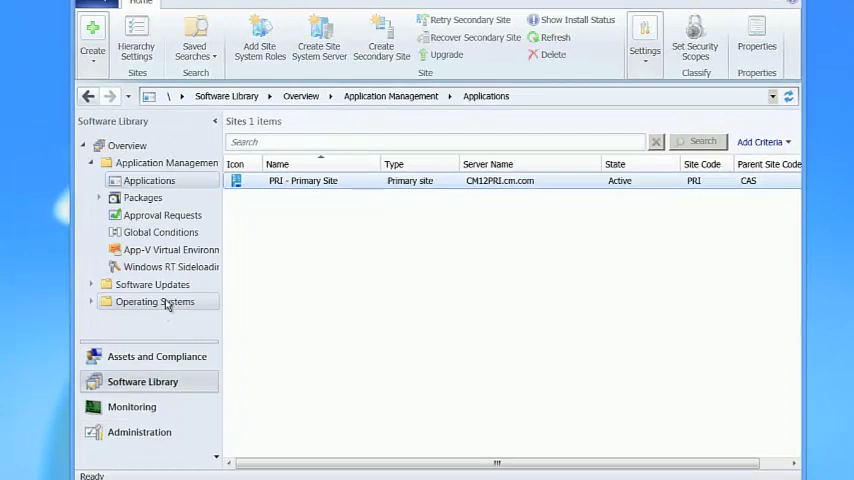 Home
Create
Hierarchy
Settings
Sites
Saved
Searches
Search
Add Site
System Roles
Create Site
System Server
Create
Secondary Site
Retry Secondary Site
Recover Secondary Site
Upgrade
Show Install Status
Refresh
Delete
Site
Settings
Set Security
Scopes
Classify
Properties
Properties
\ Software Library Overview Application Management Applications
Software Library
Sites 1 items
Search
Search
Add Criteria
Icon Name Type Server Name State Site Code Parent Site Code
PRI - Primary Site Primary site CM12PRI.cm.com Active PRI CAS
Overview
Application Managemen
Applications
Packages
Approval Requests
Global Conditions
App-V Virtual Environn
Windows RT Sideloadir
Software Updates
Operating Systems
Assets and Compliance
Software Library
Monitoring
Administration
Ready